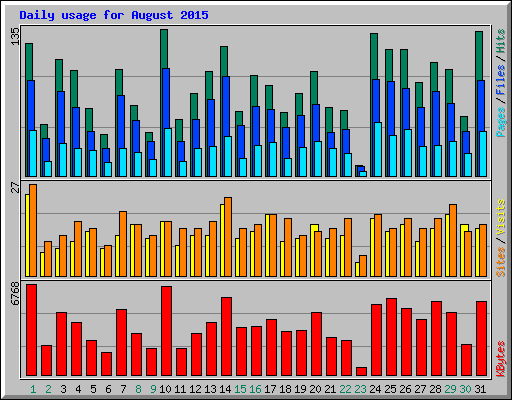 Daily usage for August 2015
135
Pages / Files / Hits
27
Sites / Visits
6768
KBytes
1 2 3 4 5 6 7 8 9 10 11 12 13 14 15 16 17 18 19 20 21 22 23 24 25 26 27 28 29 30 31